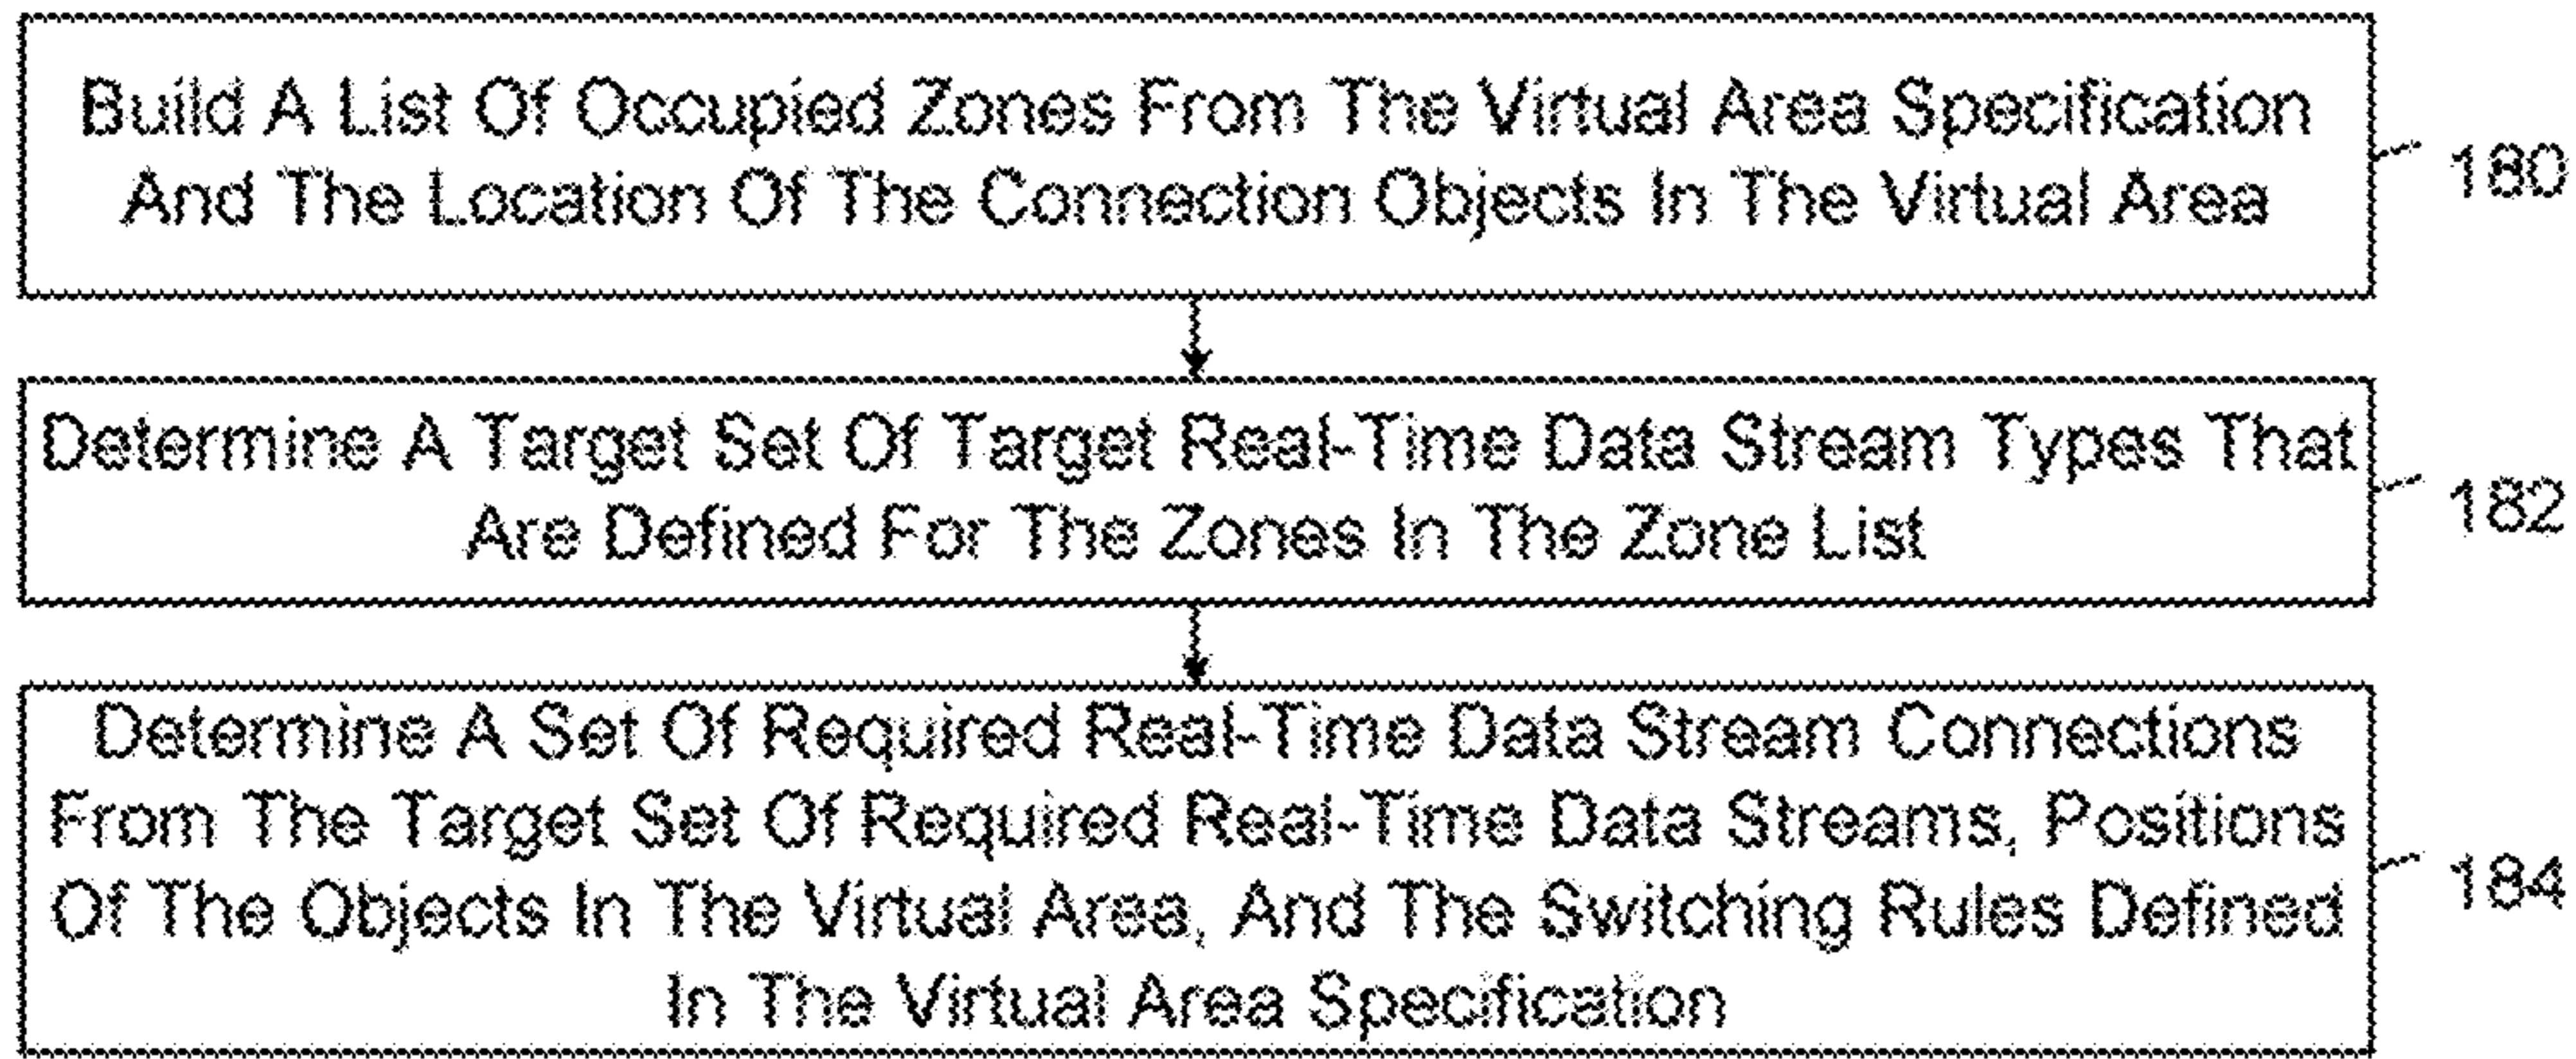 Build A List Of Occupied Zones From The Virtual Area Specification
And The Location Of The Connection Objects In The Virtual Area
180
Determine A Target Set Of Target Real-Time Data Stream Types That
Are Defined For The Zones In The Zone List
182
Determine A Set Of Required Real-Time Data Stream Connections
From The Target Set Of Required Real-Time Data Streams, Positions
Of The Objects In The Virtual Area, And The Switching Rules Defined
In The Virtual Area Specification
184